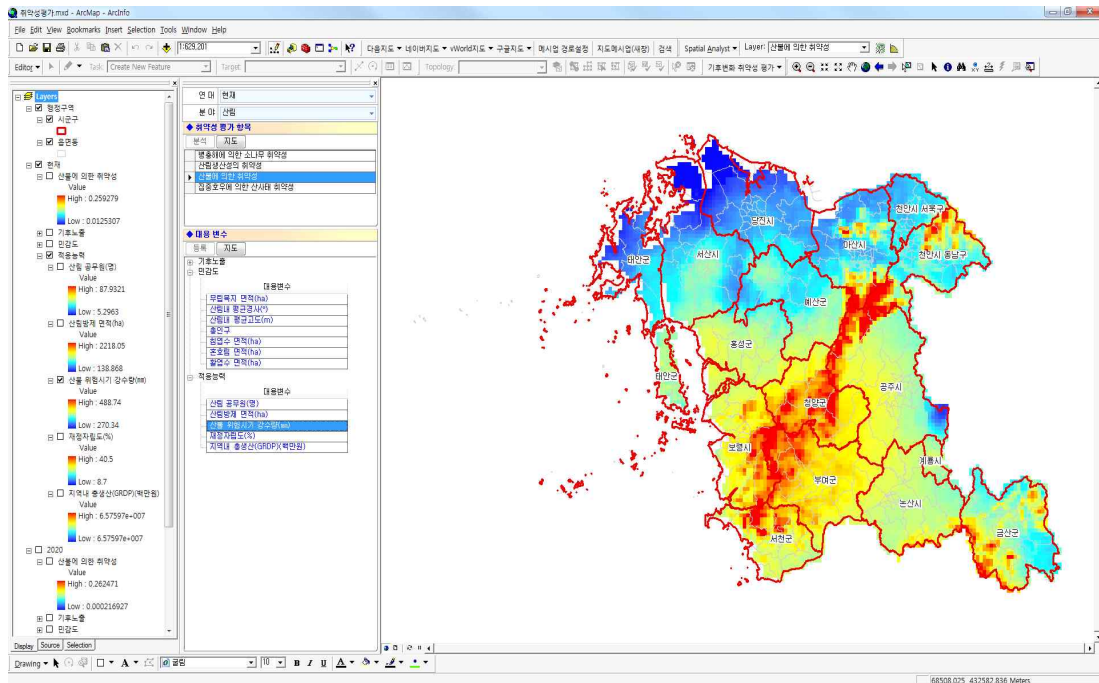 취약성평가.mxd - ArcMap - ArcInfo
File Edit View Bookmarks Insert Selection Tools Window Help
1:629,201
다음지도 네이버지도 vWorld지도 구글지도 메시업 경로설정 지도메시업(새창) 검색 Spatial Analyst Layer: 산불에 의한 취약성
Editor Task: Create New Feature Target: Topology 기후변화 취약성 평가
Layers
행정구역
시군구
읍면동
현재
산불에 의한 취약성
Value
High : 0.259279
Low : 0.0125307
기후노출
민감도
적응능력
산림 공무원(명)
Value
High : 87.9321
Low : 5.2963
산림방제 면적(ha)
Value
High : 2218.05
Low : 138.868
산불 위험시기 강수량(㎜)
Value
High : 488.74
Low : 270.34
재정자립도(%)
Value
High : 40.5
Low : 8.7
지역내 총생산(GRDP)(백만원)
Value
High : 6.57597e+007
Low : 6.57597e+007
2020
산불에 의한 취약성
Value
High : 0.262471
Low : 0.000216927
기후노출
민감도
Display Source Selection
연 대 현재
분 야 산림
취약성 평가 항목
분석 지도
병충해에 의한 소나무 취약성
산림생산성의 취약성
산불에 의한 취약성
집중호우에 의한 산사태 취약성
대용 변수
등록 지도
기후노출
민감도
대용변수
무립목지 면적(ha)
산림내 평균경사(°)
산림내 평균고도(m)
총인구
침엽수 면적(ha)
혼효림 면적(ha)
활엽수 면적(ha)
적응능력
대용변수
산림 공무원(명)
산림방제 면적(ha)
산불 위험시기 강수량(㎜)
재정자립도(%)
지역내 총생산(GRDP)(백만원)
당진시
천안시 서북구
아산시
천안시 동남구
태안군
서산시
예산군
홍성군
태안군
공주시
청양군
보령시
계룡시
부여군
논산시
금산군
서천군
Drawing 굴림 10 B I U A
68508.025 432582.836 Meters